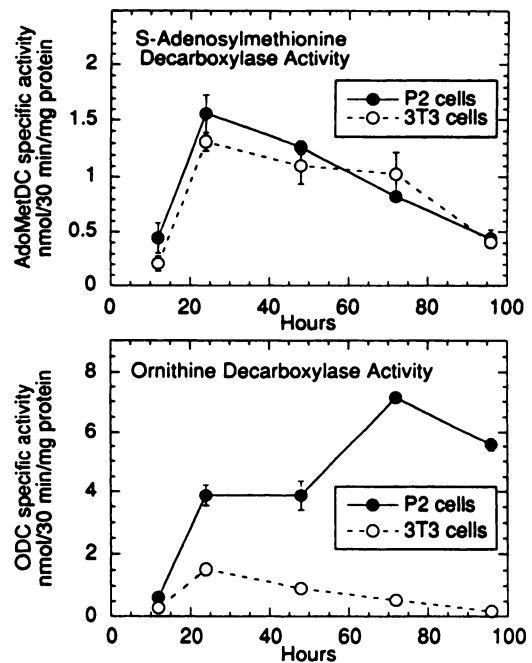 S-Adenosylmethionine
Decarboxylase Activity
P2 cells
3T3 cells
AdoMetDC specific activity
nmol/30 min/mg protein
2
1.5
1
0.5
0
0 20 40 60 80 100
Hours
Ornithine Decarboxylase Activity
P2 cells
3T3 cells
ODC specific activity
nmol/30 min/mg protein
8
6
4
2
0
0 20 40 60 80 100
Hours